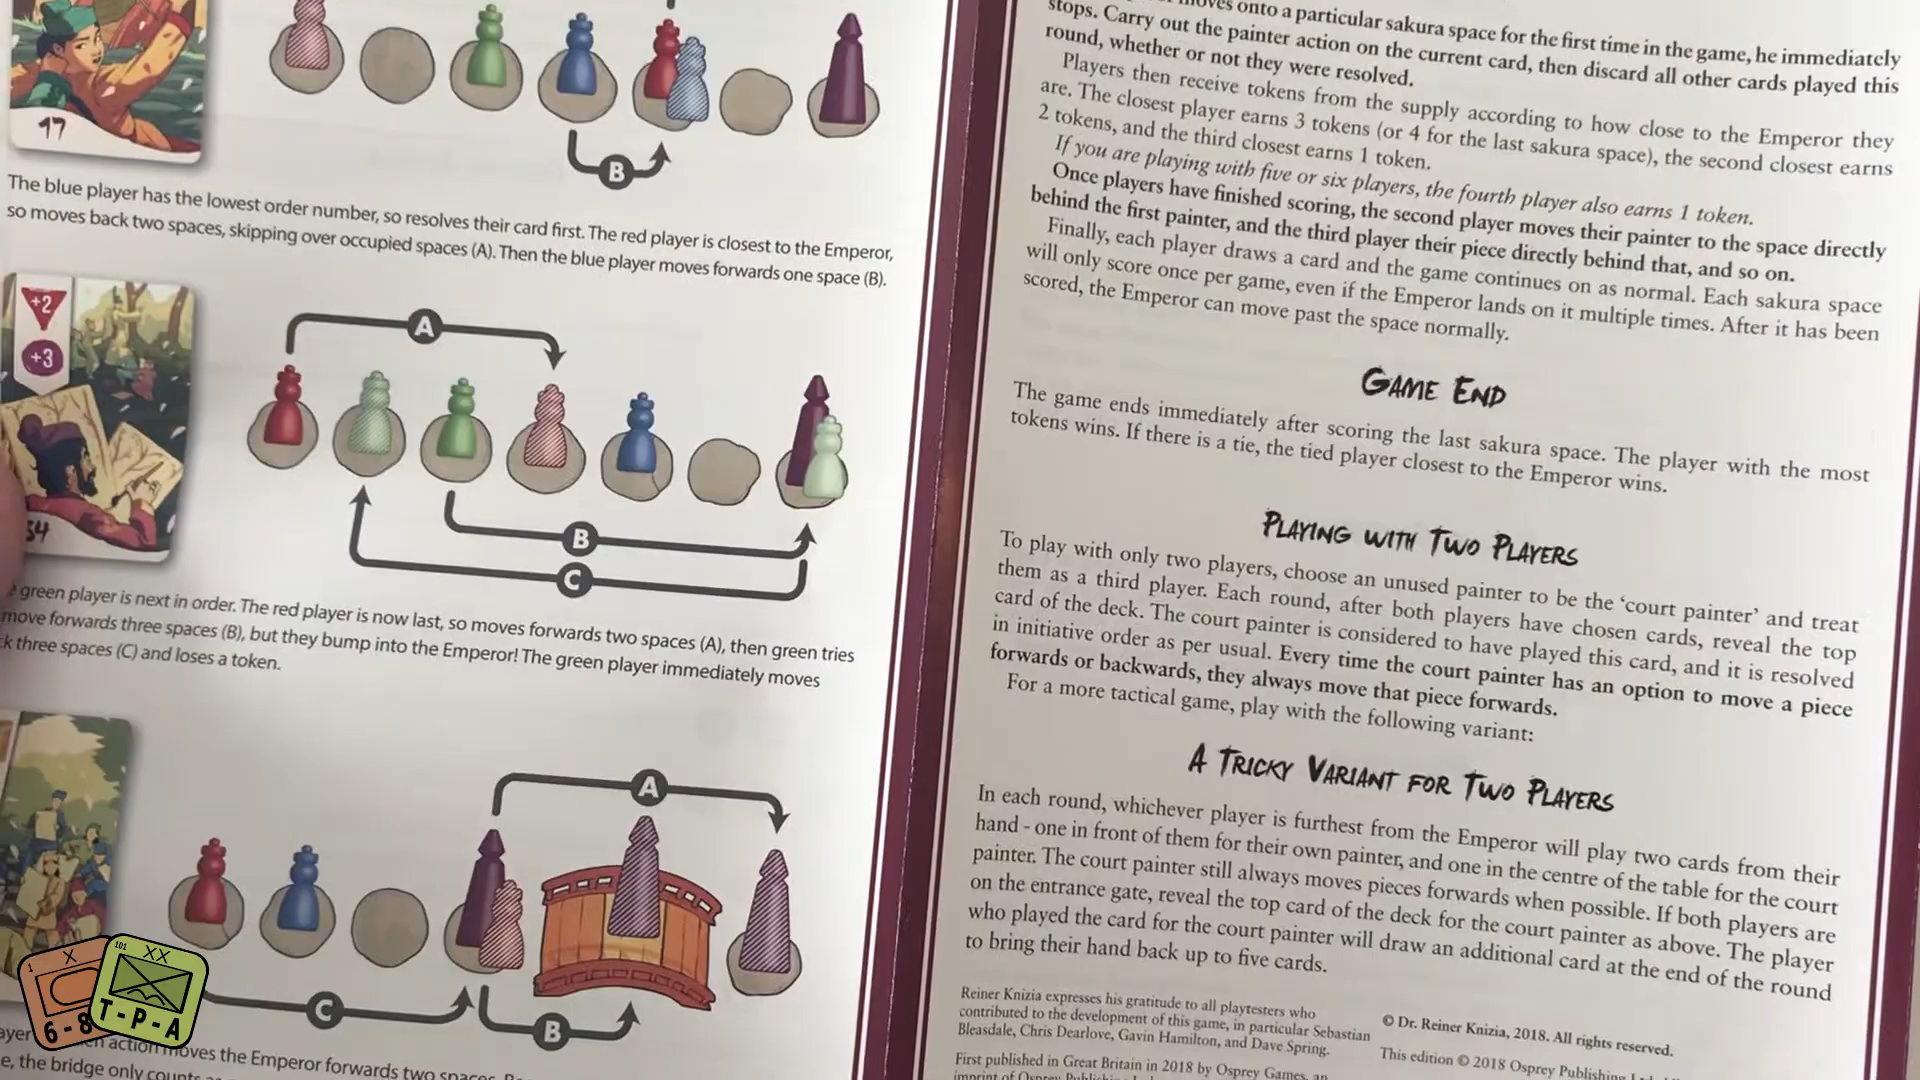 17
B
The blue player has the lowest order number, so resolves their card first. The red player is closest to the Emperor,
so moves back two spaces, skipping over occupied spaces (A). Then the blue player moves forwards one space (B).
+2
+3
34
A
B
C
green player is next in order. The red player is now last, so moves forwards two spaces (A), then green tries
move forwards three spaces (B), but they bump into the Emperor! The green player immediately moves
three spaces (C) and loses a token.
A
C
B
action moves the Emperor forwards two spaces.
the bridge only counts
1 X
6 - 8
101 XX
T - P - A
onto a particular sakura space for the first time in the game, he immediately
stops. Carry out the painter action on the current card, then discard all other cards played this
round, whether or not they were resolved.
Players then receive tokens from the supply according to how close to the Emperor they
are. The closest player earns 3 tokens (or 4 for the last sakura space), the second closest earns
2 tokens, and the third closest earns 1 token.
If you are playing with five or six players, the fourth player also earns 1 token.
Once players have finished scoring, the second player moves their painter to the space directly
behind the first painter, and the third player their piece directly behind that, and so on.
Finally, each player draws a card and the game continues on as normal. Each sakura space
will only score once per game, even if the Emperor lands on it multiple times. After it has been
scored, the Emperor can move past the space normally.
GAME END
The game ends immediately after scoring the last sakura space. The player with the most
tokens wins. If there is a tie, the tied player closest to the Emperor wins.
PLAYING WITH TWO PLAYERS
To play with only two players, choose an unused painter to be the ‘court painter’ and treat
them as a third player. Each round, after both players have chosen cards, reveal the top
card of the deck. The court painter is considered to have played this card, and it is resolved
in initiative order as per usual. Every time the court painter has an option to move a piece
forwards or backwards, they always move that piece forwards.
For a more tactical game, play with the following variant:
A TRICKY VARIANT FOR TWO PLAYERS
In each round, whichever player is furthest from the Emperor will play two cards from their
hand - one in front of them for their own painter, and one in the centre of the table for the court
painter. The court painter still always moves pieces forwards when possible. If both players are
on the entrance gate, reveal the top card of the deck for the court painter as above. The player
who played the card for the court painter will draw an additional card at the end of the round
to bring their hand back up to five cards.
Reiner Knizia expresses his gratitude to all playtesters who
contributed to the development of this game, in particular Sebastian
Bleasdale, Chris Dearlove, Gavin Hamilton, and Dave Spring.
First published in Great Britain in 2018 by Osprey Games, an
imprint of Osprey
© Dr. Reiner Knizia, 2018. All rights reserved.
This edition © 2018 Osprey Publishing